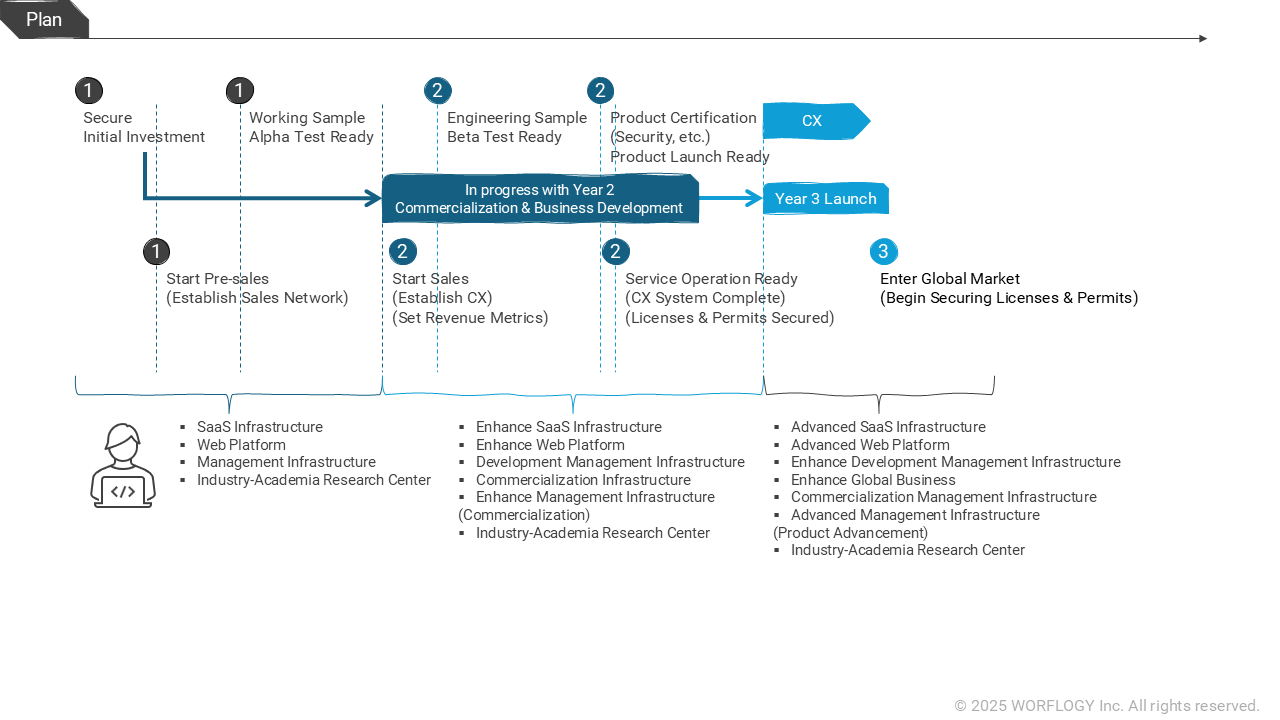 Plan
1
Secure
Initial Investment
1
Working Sample
Alpha Test Ready
2
Engineering Sample
Beta Test Ready
2
Product Certification
(Security, etc.)
Product Launch Ready
CX
In progress with Year 2
Commercialization & Business Development
Year 3 Launch
1
Start Pre-sales
(Establish Sales Network)
2
Start Sales
(Establish CX)
(Set Revenue Metrics)
2
Service Operation Ready
(CX System Complete)
(Licenses & Permits Secured)
3
Enter Global Market
(Begin Securing Licenses & Permits)
</>
▪ SaaS Infrastructure
▪ Web Platform
▪ Management Infrastructure
▪ Industry-Academia Research Center
▪ Enhance SaaS Infrastructure
▪ Enhance Web Platform
▪ Development Management Infrastructure
▪ Commercialization Infrastructure
▪ Enhance Management Infrastructure
(Commercialization)
▪ Industry-Academia Research Center
▪ Advanced SaaS Infrastructure
▪ Advanced Web Platform
▪ Enhance Development Management Infrastructure
▪ Enhance Global Business
▪ Commercialization Management Infrastructure
▪ Advanced Management Infrastructure
(Product Advancement)
▪ Industry-Academia Research Center
© 2025 WORFLOGY Inc. All rights reserved.